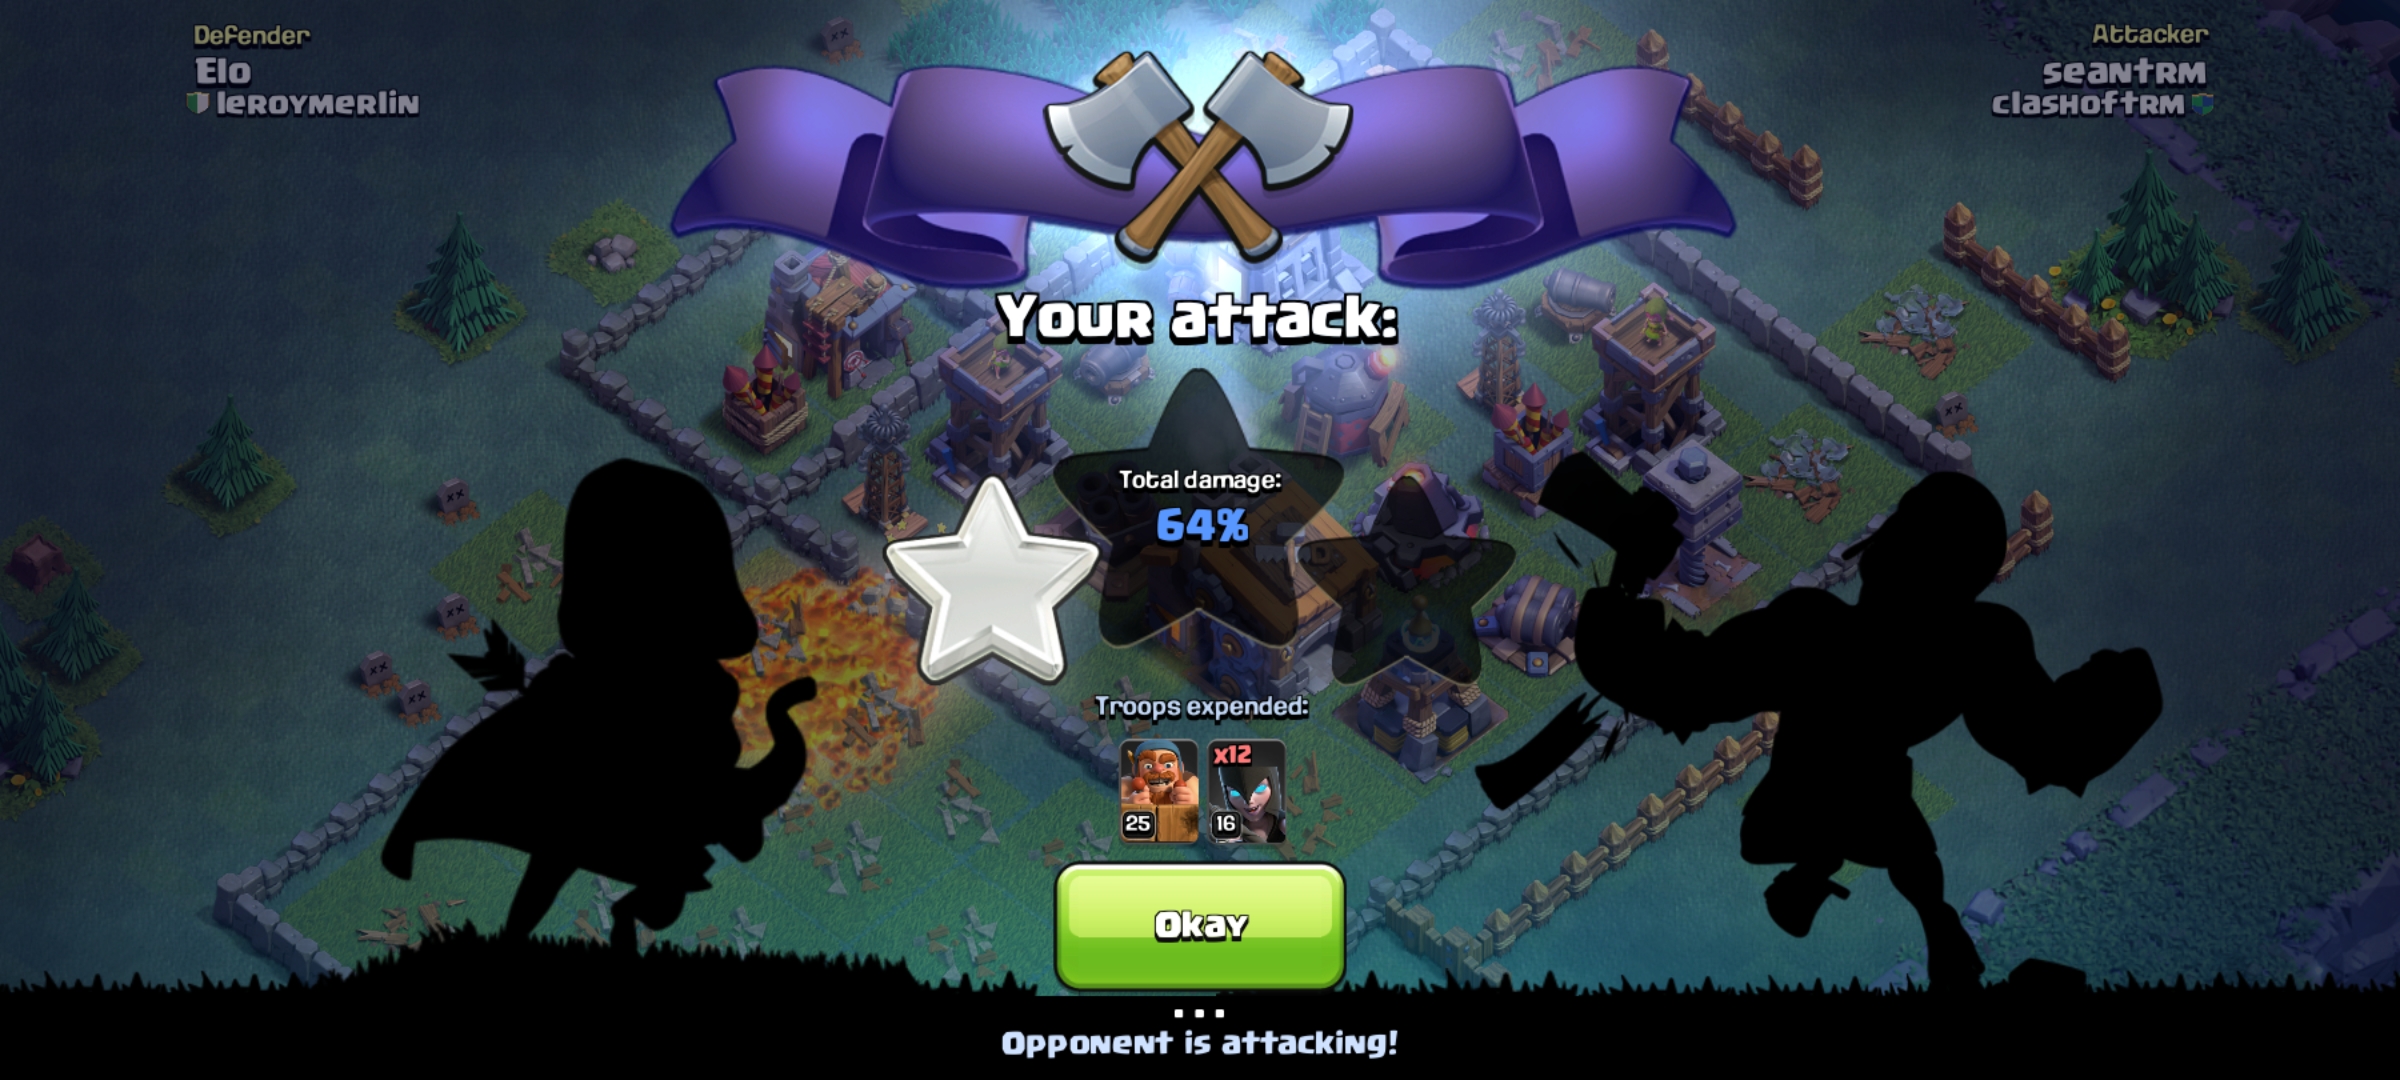 Defender
Elo
leroymerlin
Attacker
seantrm
clashoftrm
Your attack:
Total damage:
64%
Troops expended:
x12
25
16
Okay
...
Opponent is attacking!